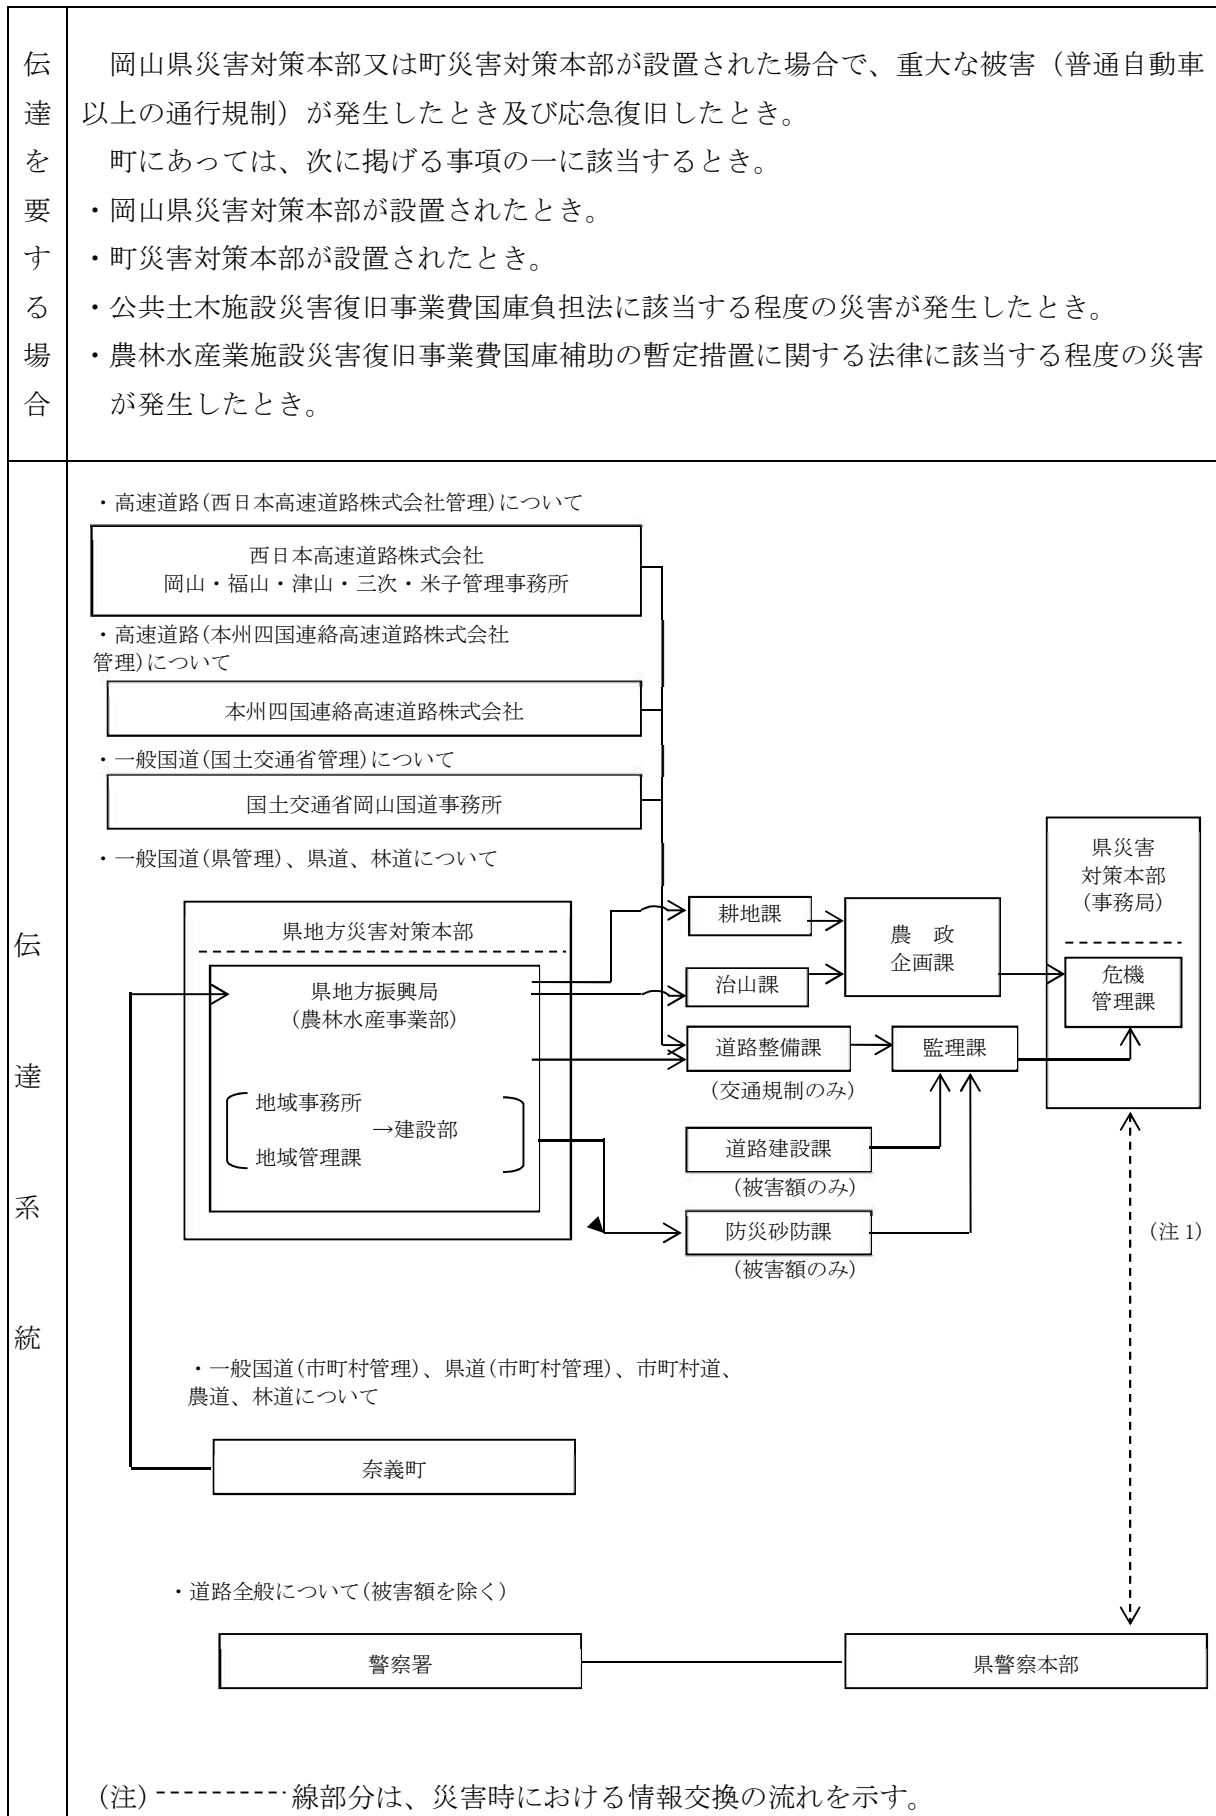 伝達を要する場合
岡山県災害対策本部又は町災害対策本部が設置された場合で、重大な被害（普通自動車
以上の通行規制）が発生したとき及び応急復旧したとき。
町にあっては、次に掲げる事項の一に該当するとき。
・岡山県災害対策本部が設置されたとき。
・町災害対策本部が設置されたとき。
・公共土木施設災害復旧事業費国庫負担法に該当する程度の災害が発生したとき。
・農林水産業施設災害復旧事業費国庫補助の暫定措置に関する法律に該当する程度の災害
が発生したとき。
伝達系統
・高速道路(西日本高速道路株式会社管理)について
西日本高速道路株式会社
岡山・福山・津山・三次・米子管理事務所
・高速道路(本州四国連絡高速道路株式会社
管理)について
本州四国連絡高速道路株式会社
・一般国道(国土交通省管理)について
国土交通省岡山国道事務所
・一般国道(県管理)、県道、林道について
県地方災害対策本部
県地方振興局
(農林水産事業部)
地域事務所
→建設部
地域管理課
耕地課
治山課
農　政
企画課
道路整備課
(交通規制のみ)
監理課
道路建設課
(被害額のみ)
防災砂防課
(被害額のみ)
県災害
対策本部
(事務局)
危機
管理課
(注 1)
・一般国道(市町村管理)、県道(市町村管理)、市町村道、
農道、林道について
奈義町
・道路全般について(被害額を除く)
警察署
県警察本部
(注)----------線部分は、災害時における情報交換の流れを示す。